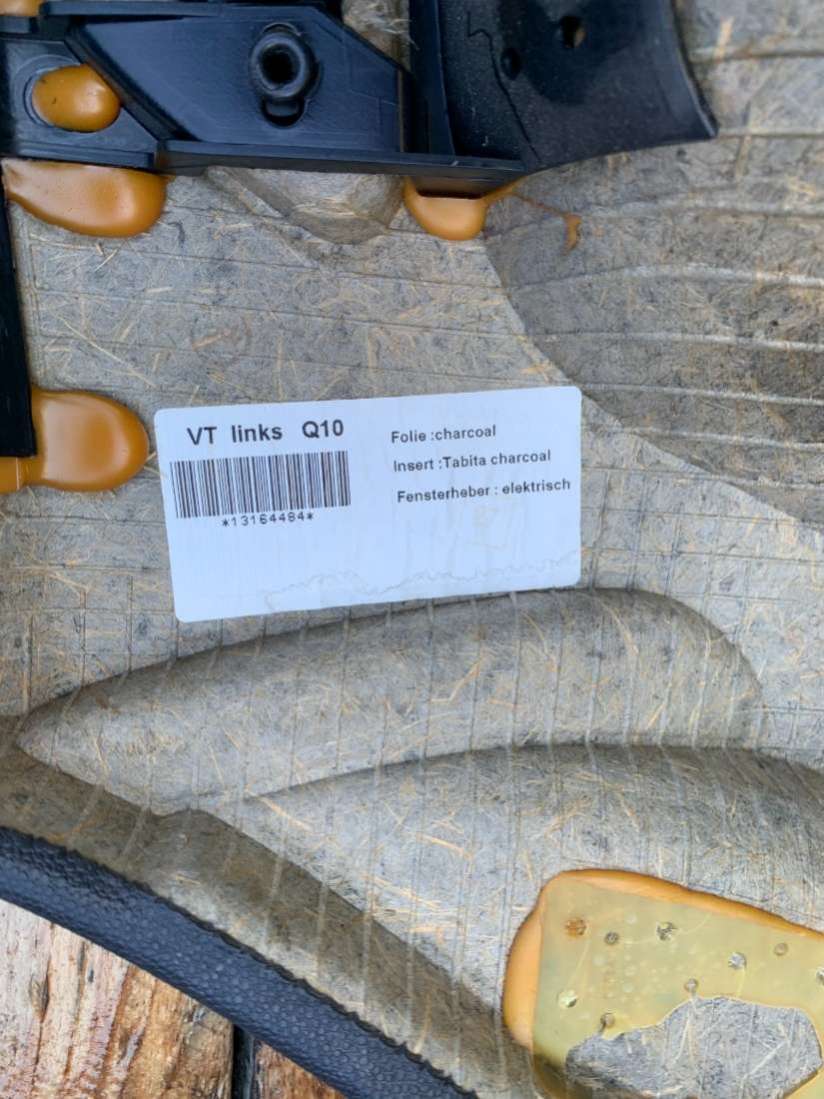 VT links Q10
*13164484*
Folie :charcoal
Insert :Tabita charcoal
Fensterheber : elektrisch